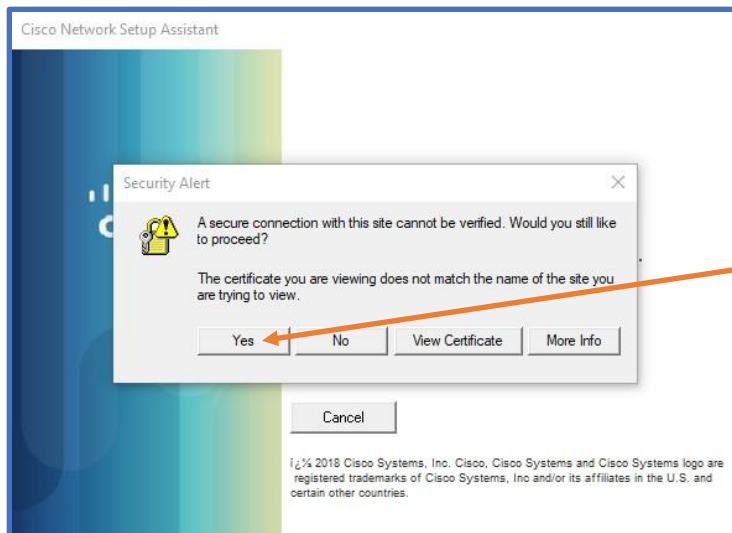 Cisco Network Setup Assistant
Security Alert
A secure connection with this site cannot be verified. Would you still like
to proceed?
The certificate you are viewing does not match the name of the site you
are trying to view.
Yes
No
View Certificate
More Info
Cancel
ï¿½ 2018 Cisco Systems, Inc. Cisco, Cisco Systems and Cisco Systems logo are
registered trademarks of Cisco Systems, Inc and/or its affiliates in the U.S. and
certain other countries.